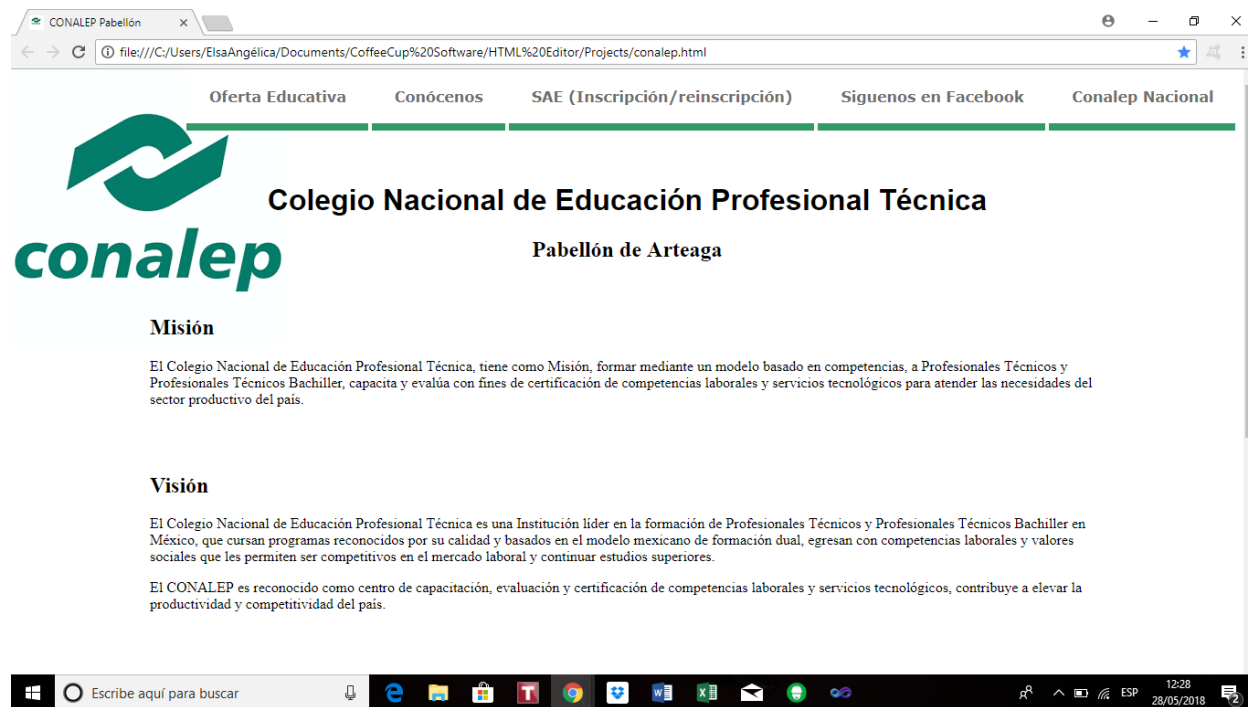 CONALEP Pabellón
file:///C:/Users/ElsaAngélica/Documents/CoffeeCup%20Software/HTML%20Editor/Projects/conalep.html
Oferta Educativa Conócenos SAE (Inscripción/reinscripción) Siguenos en Facebook Conalep Nacional
conalep
Colegio Nacional de Educación Profesional Técnica
Pabellón de Arteaga
Misión
El Colegio Nacional de Educación Profesional Técnica, tiene como Misión, formar mediante un modelo basado en competencias, a Profesionales Técnicos y
Profesionales Técnicos Bachiller, capacita y evalúa con fines de certificación de competencias laborales y servicios tecnológicos para atender las necesidades del
sector productivo del país.
Visión
El Colegio Nacional de Educación Profesional Técnica es una Institución líder en la formación de Profesionales Técnicos y Profesionales Técnicos Bachiller en
México, que cursan programas reconocidos por su calidad y basados en el modelo mexicano de formación dual, egresan con competencias laborales y valores
sociales que les permiten ser competitivos en el mercado laboral y continuar estudios superiores.
El CONALEP es reconocido como centro de capacitación, evaluación y certificación de competencias laborales y servicios tecnológicos, contribuye a elevar la
productividad y competitividad del país.
Escribe aquí para buscar
ESP
12:28
28/05/2018
2